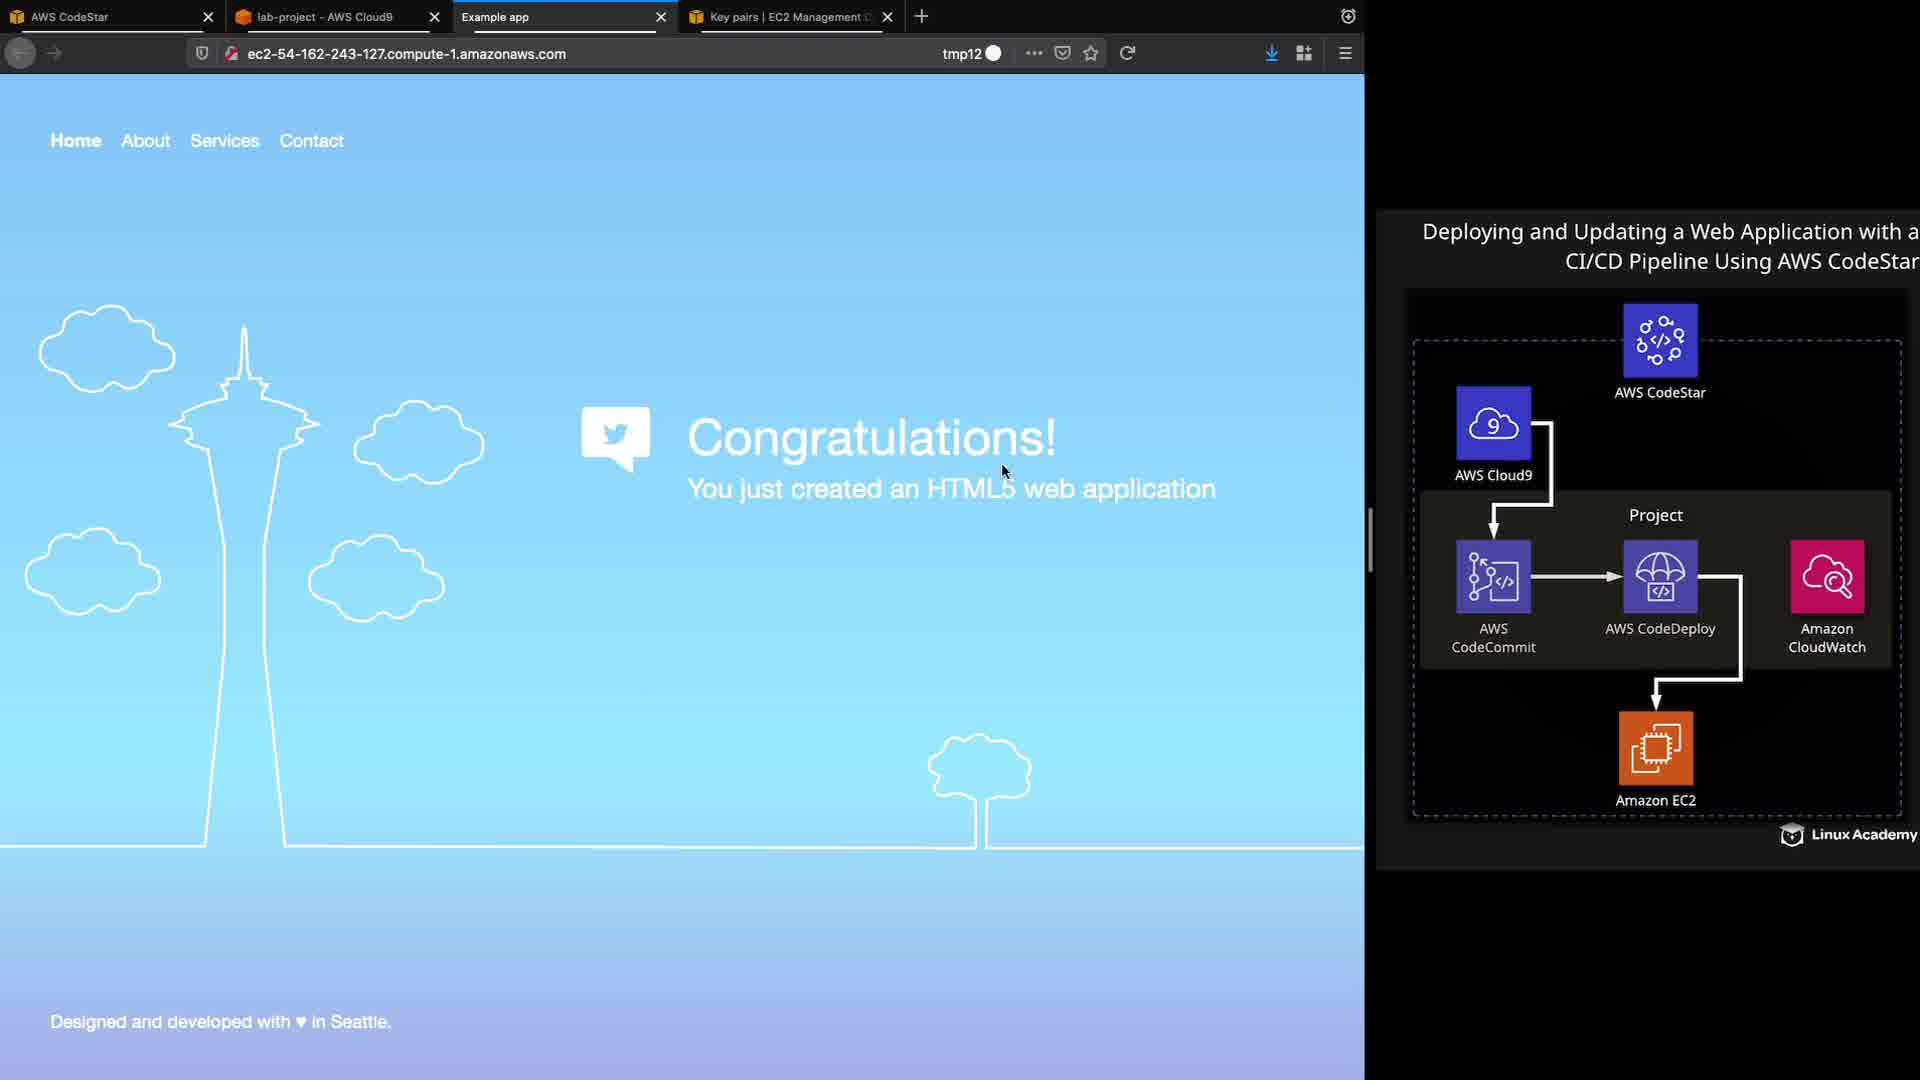 AWS CodeStar
lab-project - AWS Cloud9
Example app
Key pairs | EC2 Management
ec2-54-162-243-127.compute-1.amazonaws.com
tmp12
Home About Services Contact
Congratulations!
You just created an HTML5 web application
Designed and developed with ♥ in Seattle.
Deploying and Updating a Web Application with a
CI/CD Pipeline Using AWS CodeStar
AWS CodeStar
9
AWS Cloud9
Project
AWS
CodeCommit
AWS CodeDeploy
Amazon
CloudWatch
Amazon EC2
Linux Academy